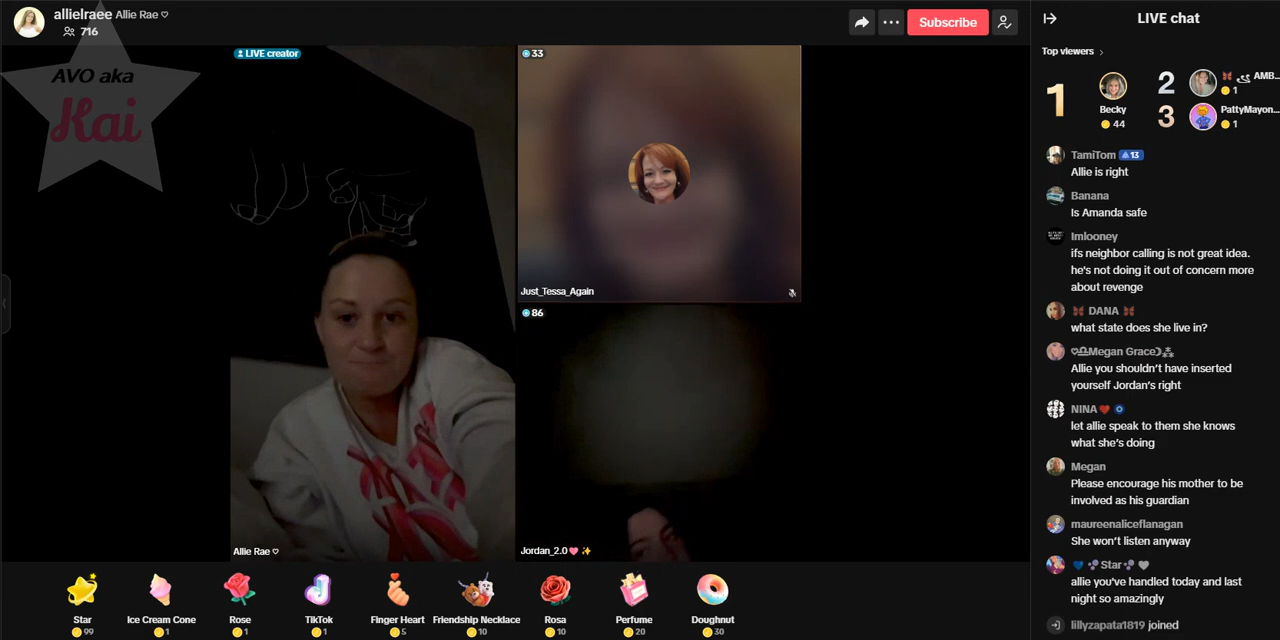 allielraee Allie Rae ♡
716
Subscribe
AVO aka
Kai
LIVE creator
33
Just_Tessa_Again
86
Allie Rae ♡
Jordan_2.0 💗 ✨
Star
99
Ice Cream Cone
1
Rose
1
TikTok
1
Finger Heart
5
Friendship Necklace
10
Rosa
10
Perfume
20
Doughnut
30
LIVE chat
Top viewers
1
Becky
44
2
AMB...
1
3
PattyMayon...
1
TamiTom 13
Allie is right
Banana
Is Amanda safe
Imlooney
ifs neighbor calling is not great idea.
he's not doing it out of concern more
about revenge
DANA
what state does she live in?
♡♎Megan Grace☽⁂
Allie you shouldn't have inserted
yourself Jordan's right
NINA
let allie speak to them she knows
what she's doing
Megan
Please encourage his mother to be
involved as his guardian
maureenaliceflanagan
She won't listen anyway
Star
allie you've handled today and last
night so amazingly
lillyzapata1819 joined